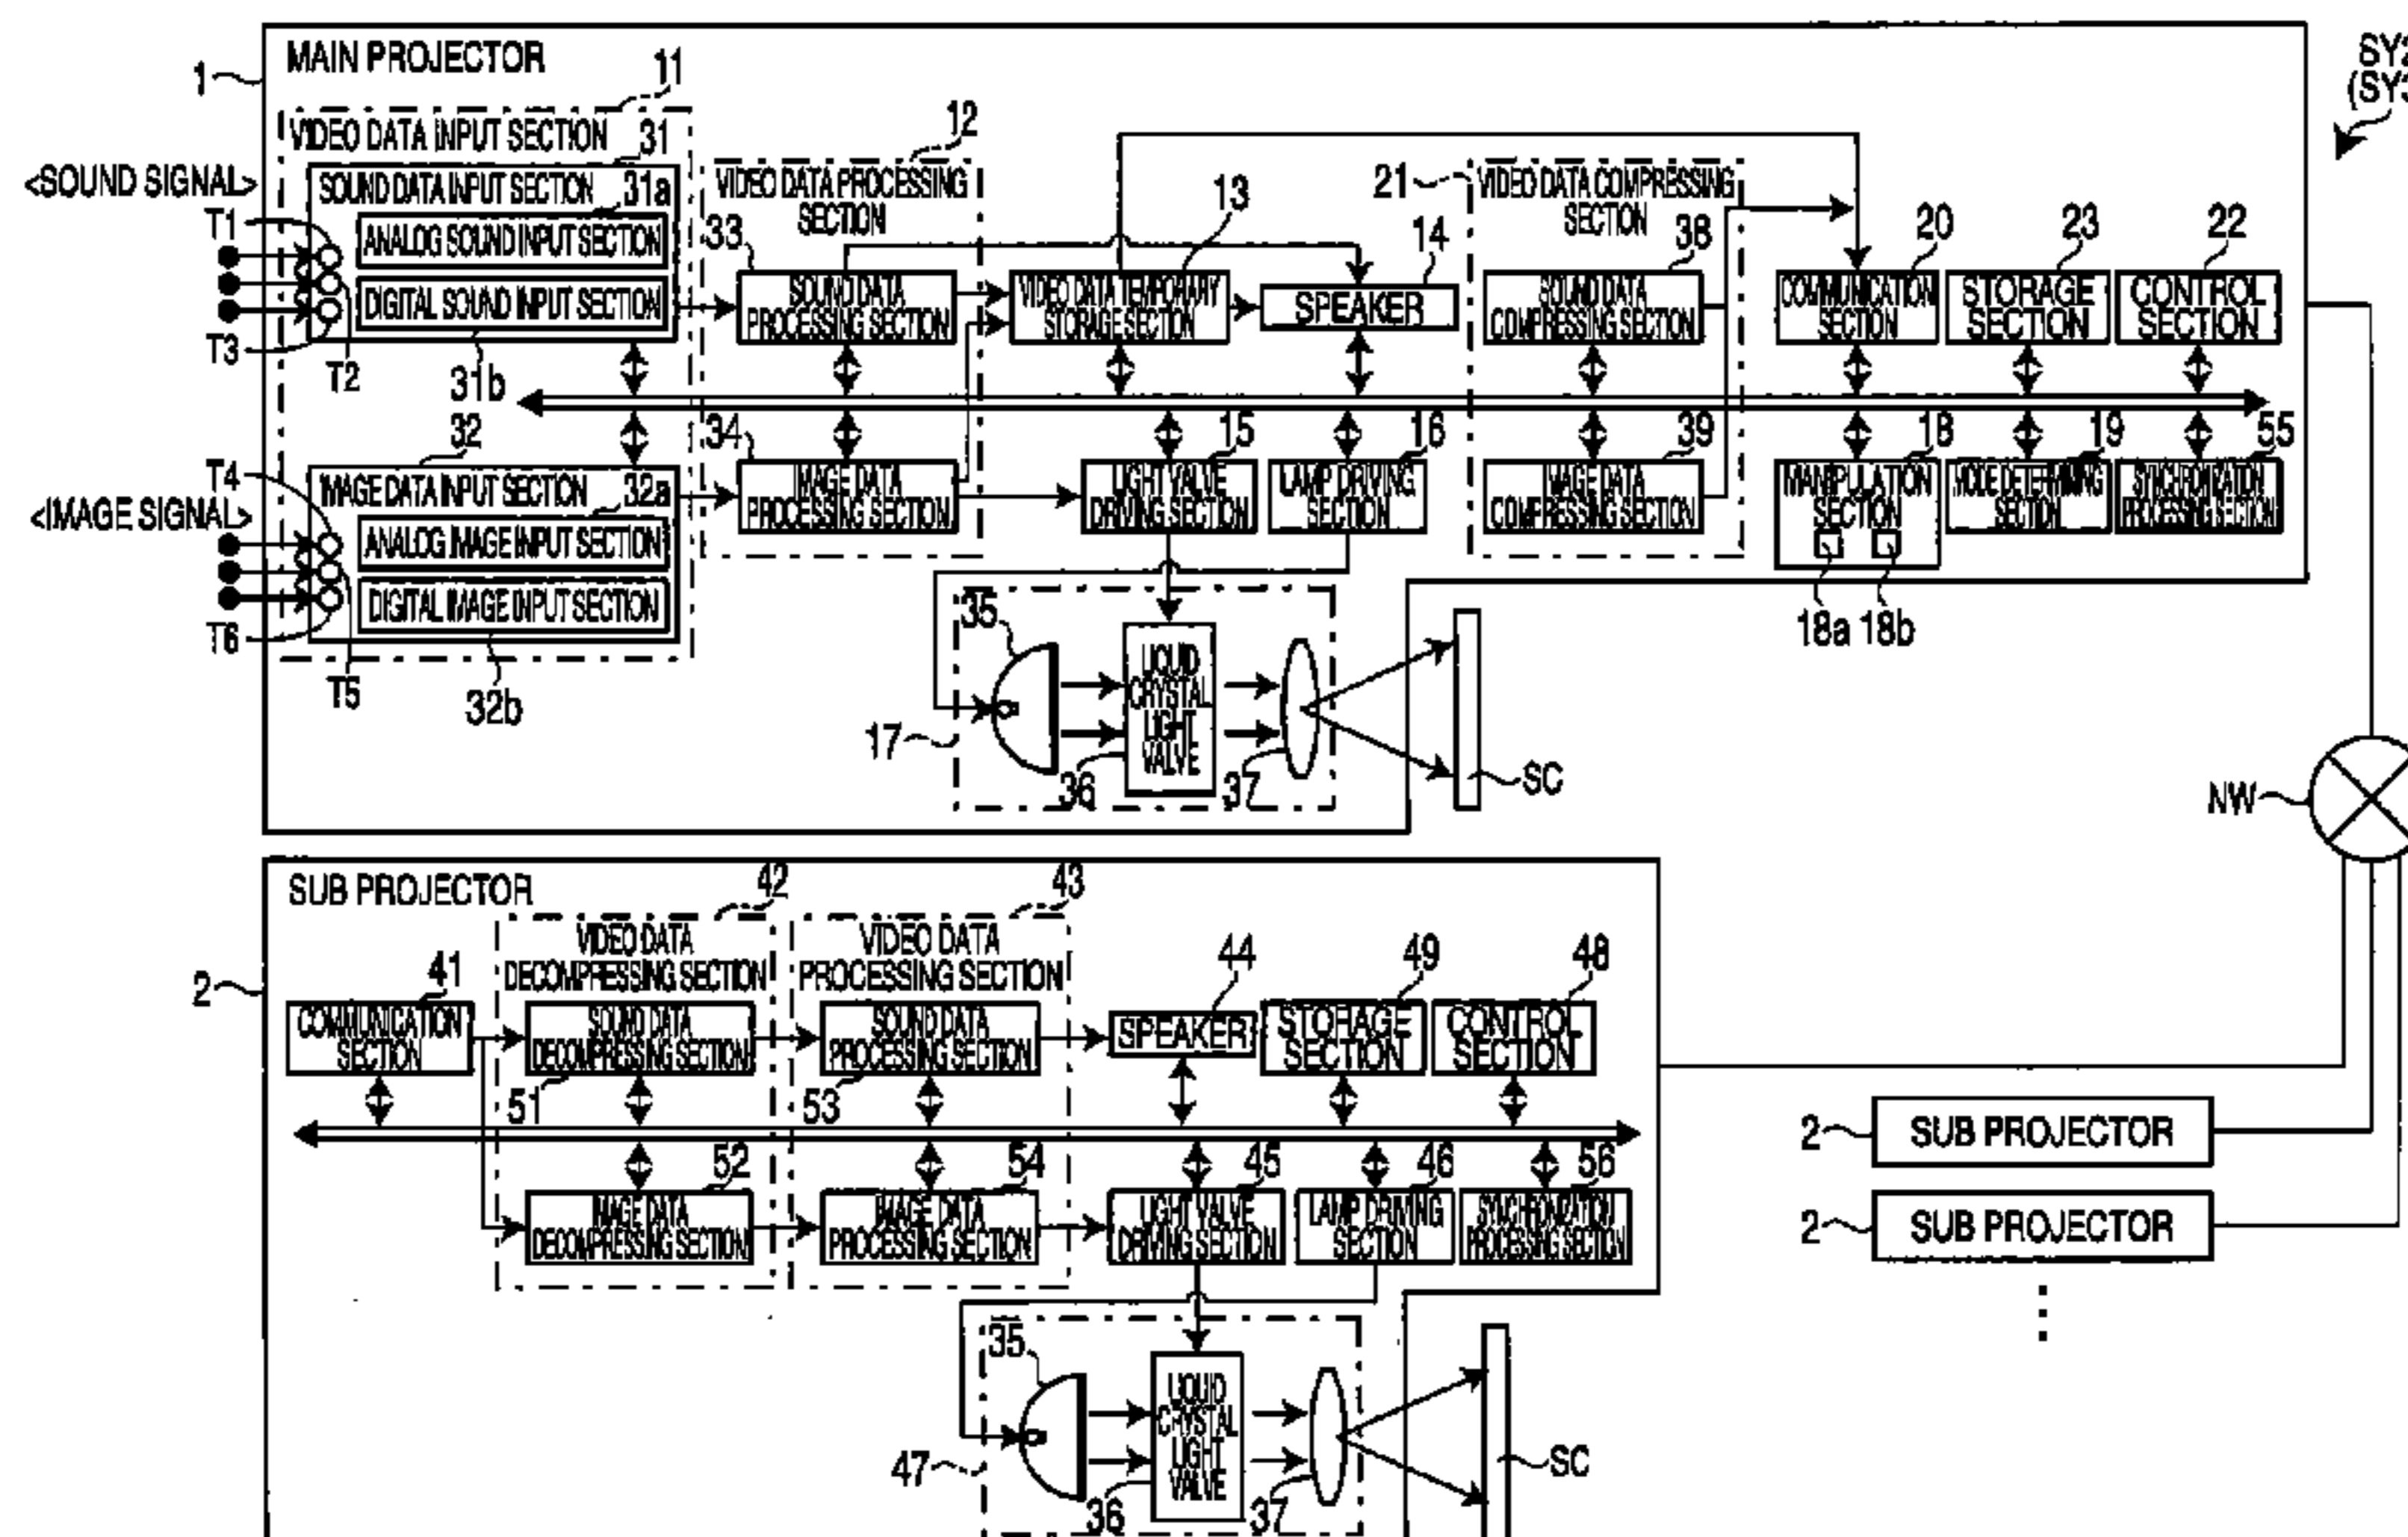 SY2
(SY3
MAIN PROJECTOR
1
11
VIDEO DATA INPUT SECTION
31
<SOUND SIGNAL>
SOUND DATA INPUT SECTION
31a
ANALOG SOUND INPUT SECTION
DIGITAL SOUND INPUT SECTION
T1
T3
T2
31b
12
VIDEO DATA PROCESSING
SECTION
33
SOUND DATA
PROCESSING SECTION
13
VIDEO DATA TEMPORARY
STORAGE SECTION
14
SPEAKER
21
VIDEO DATA COMPRESSING
SECTION
38
SOUND DATA
COMPRESSING SECTION
20
COMMUNICATION
SECTION
23
STORAGE
SECTION
22
CONTROL
SECTION
32
T4
<IMAGE SIGNAL>
IMAGE DATA INPUT SECTION
32a
ANALOG IMAGE INPUT SECTION
DIGITAL IMAGE INPUT SECTION
T6
T5
32b
34
IMAGE DATA
PROCESSING SECTION
15
LIGHT VALVE
DRIVING SECTION
16
LAMP DRIVING
SECTION
39
IMAGE DATA
COMPRESSING SECTION
18
MANIPULATION
SECTION
18a 18b
19
MODE DETERMINING
SECTION
55
SYNCHRONIZATION
PROCESSING SECTION
35
LIQUID
CRYSTAL
LIGHT
VALVE
17
36
37
SC
NW
SUB PROJECTOR
2
41
COMMUNICATION
SECTION
42
VIDEO DATA
DECOMPRESSING SECTION
SOUND DATA
DECOMPRESSING SECTION
51
43
VIDEO DATA
PROCESSING SECTION
SOUND DATA
PROCESSING SECTION
53
44
SPEAKER
49
STORAGE
SECTION
48
CONTROL
SECTION
52
IMAGE DATA
DECOMPRESSING SECTION
54
IMAGE DATA
PROCESSING SECTION
45
LIGHT VALVE
DRIVING SECTION
46
LAMP DRIVING
SECTION
56
SYNCHRONIZATION
PROCESSING SECTION
2
SUB PROJECTOR
2
SUB PROJECTOR
35
LIQUID
CRYSTAL
LIGHT
VALVE
47
36
37
SC